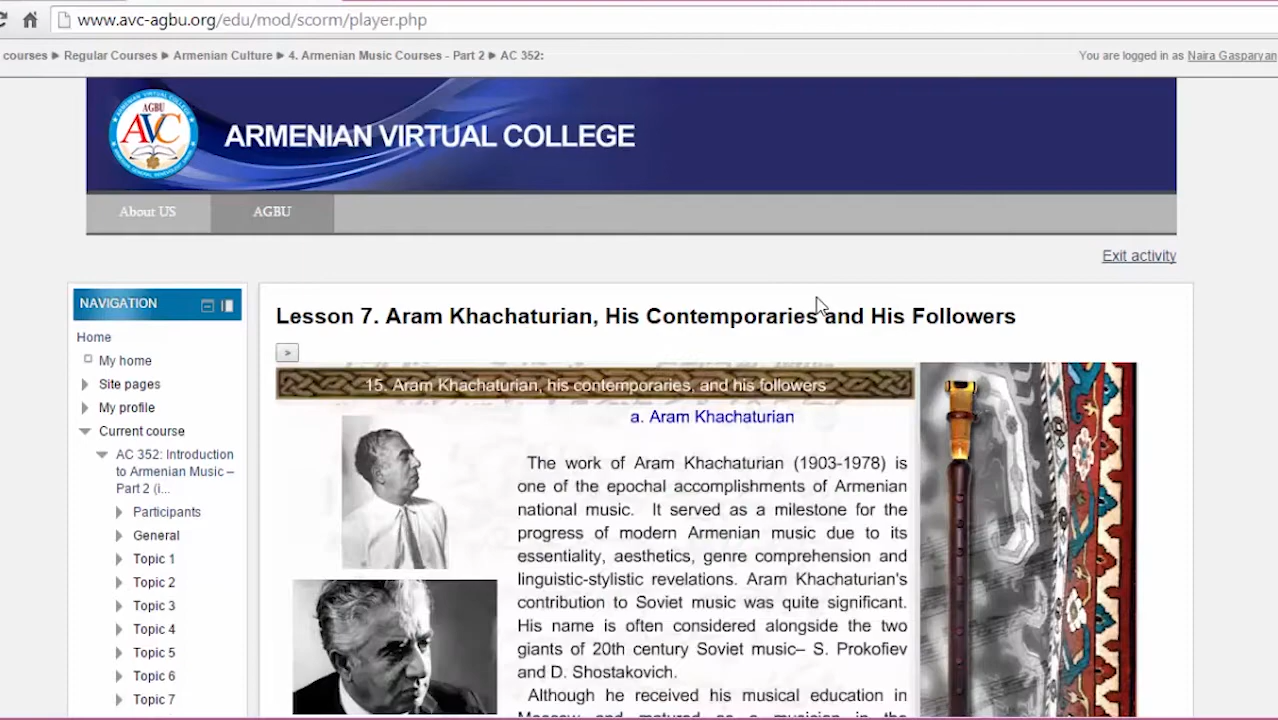 www.avc-agbu.org/edu/mod/scorm/player.php
courses ▶ Regular Courses ▶ Armenian Culture ▶ 4. Armenian Music Courses - Part 2 ▶ AC 352:
You are logged in as Naira Gasparyan
AGBU
AVC
ARMENIAN VIRTUAL COLLEGE
About US
AGBU
Exit activity
NAVIGATION
Home
My home
Site pages
My profile
Current course
AC 352: Introduction
to Armenian Music –
Part 2 (i...
Participants
General
Topic 1
Topic 2
Topic 3
Topic 4
Topic 5
Topic 6
Topic 7
Lesson 7. Aram Khachaturian, His Contemporaries and His Followers
»
15. Aram Khachaturian, his contemporaries, and his followers
a. Aram Khachaturian
The work of Aram Khachaturian (1903-1978) is
one of the epochal accomplishments of Armenian
national music. It served as a milestone for the
progress of modern Armenian music due to its
essentiality, aesthetics, genre comprehension and
linguistic-stylistic revelations. Aram Khachaturian's
contribution to Soviet music was quite significant.
His name is often considered alongside the two
giants of 20th century Soviet music– S. Prokofiev
and D. Shostakovich.
Although he received his musical education in
Moscow and matured as a musician in the